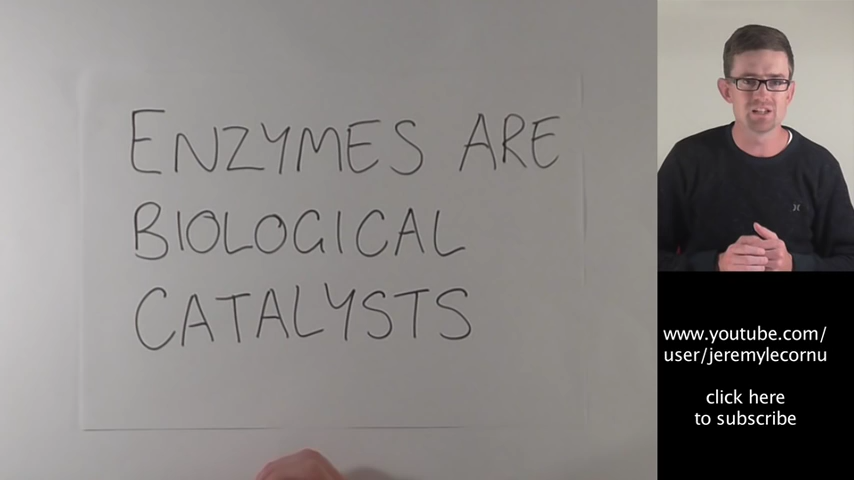 ENZYMES ARE
BIOLOGICAL
CATALYSTS
www.youtube.com/
user/jeremylecornu
click here
to subscribe